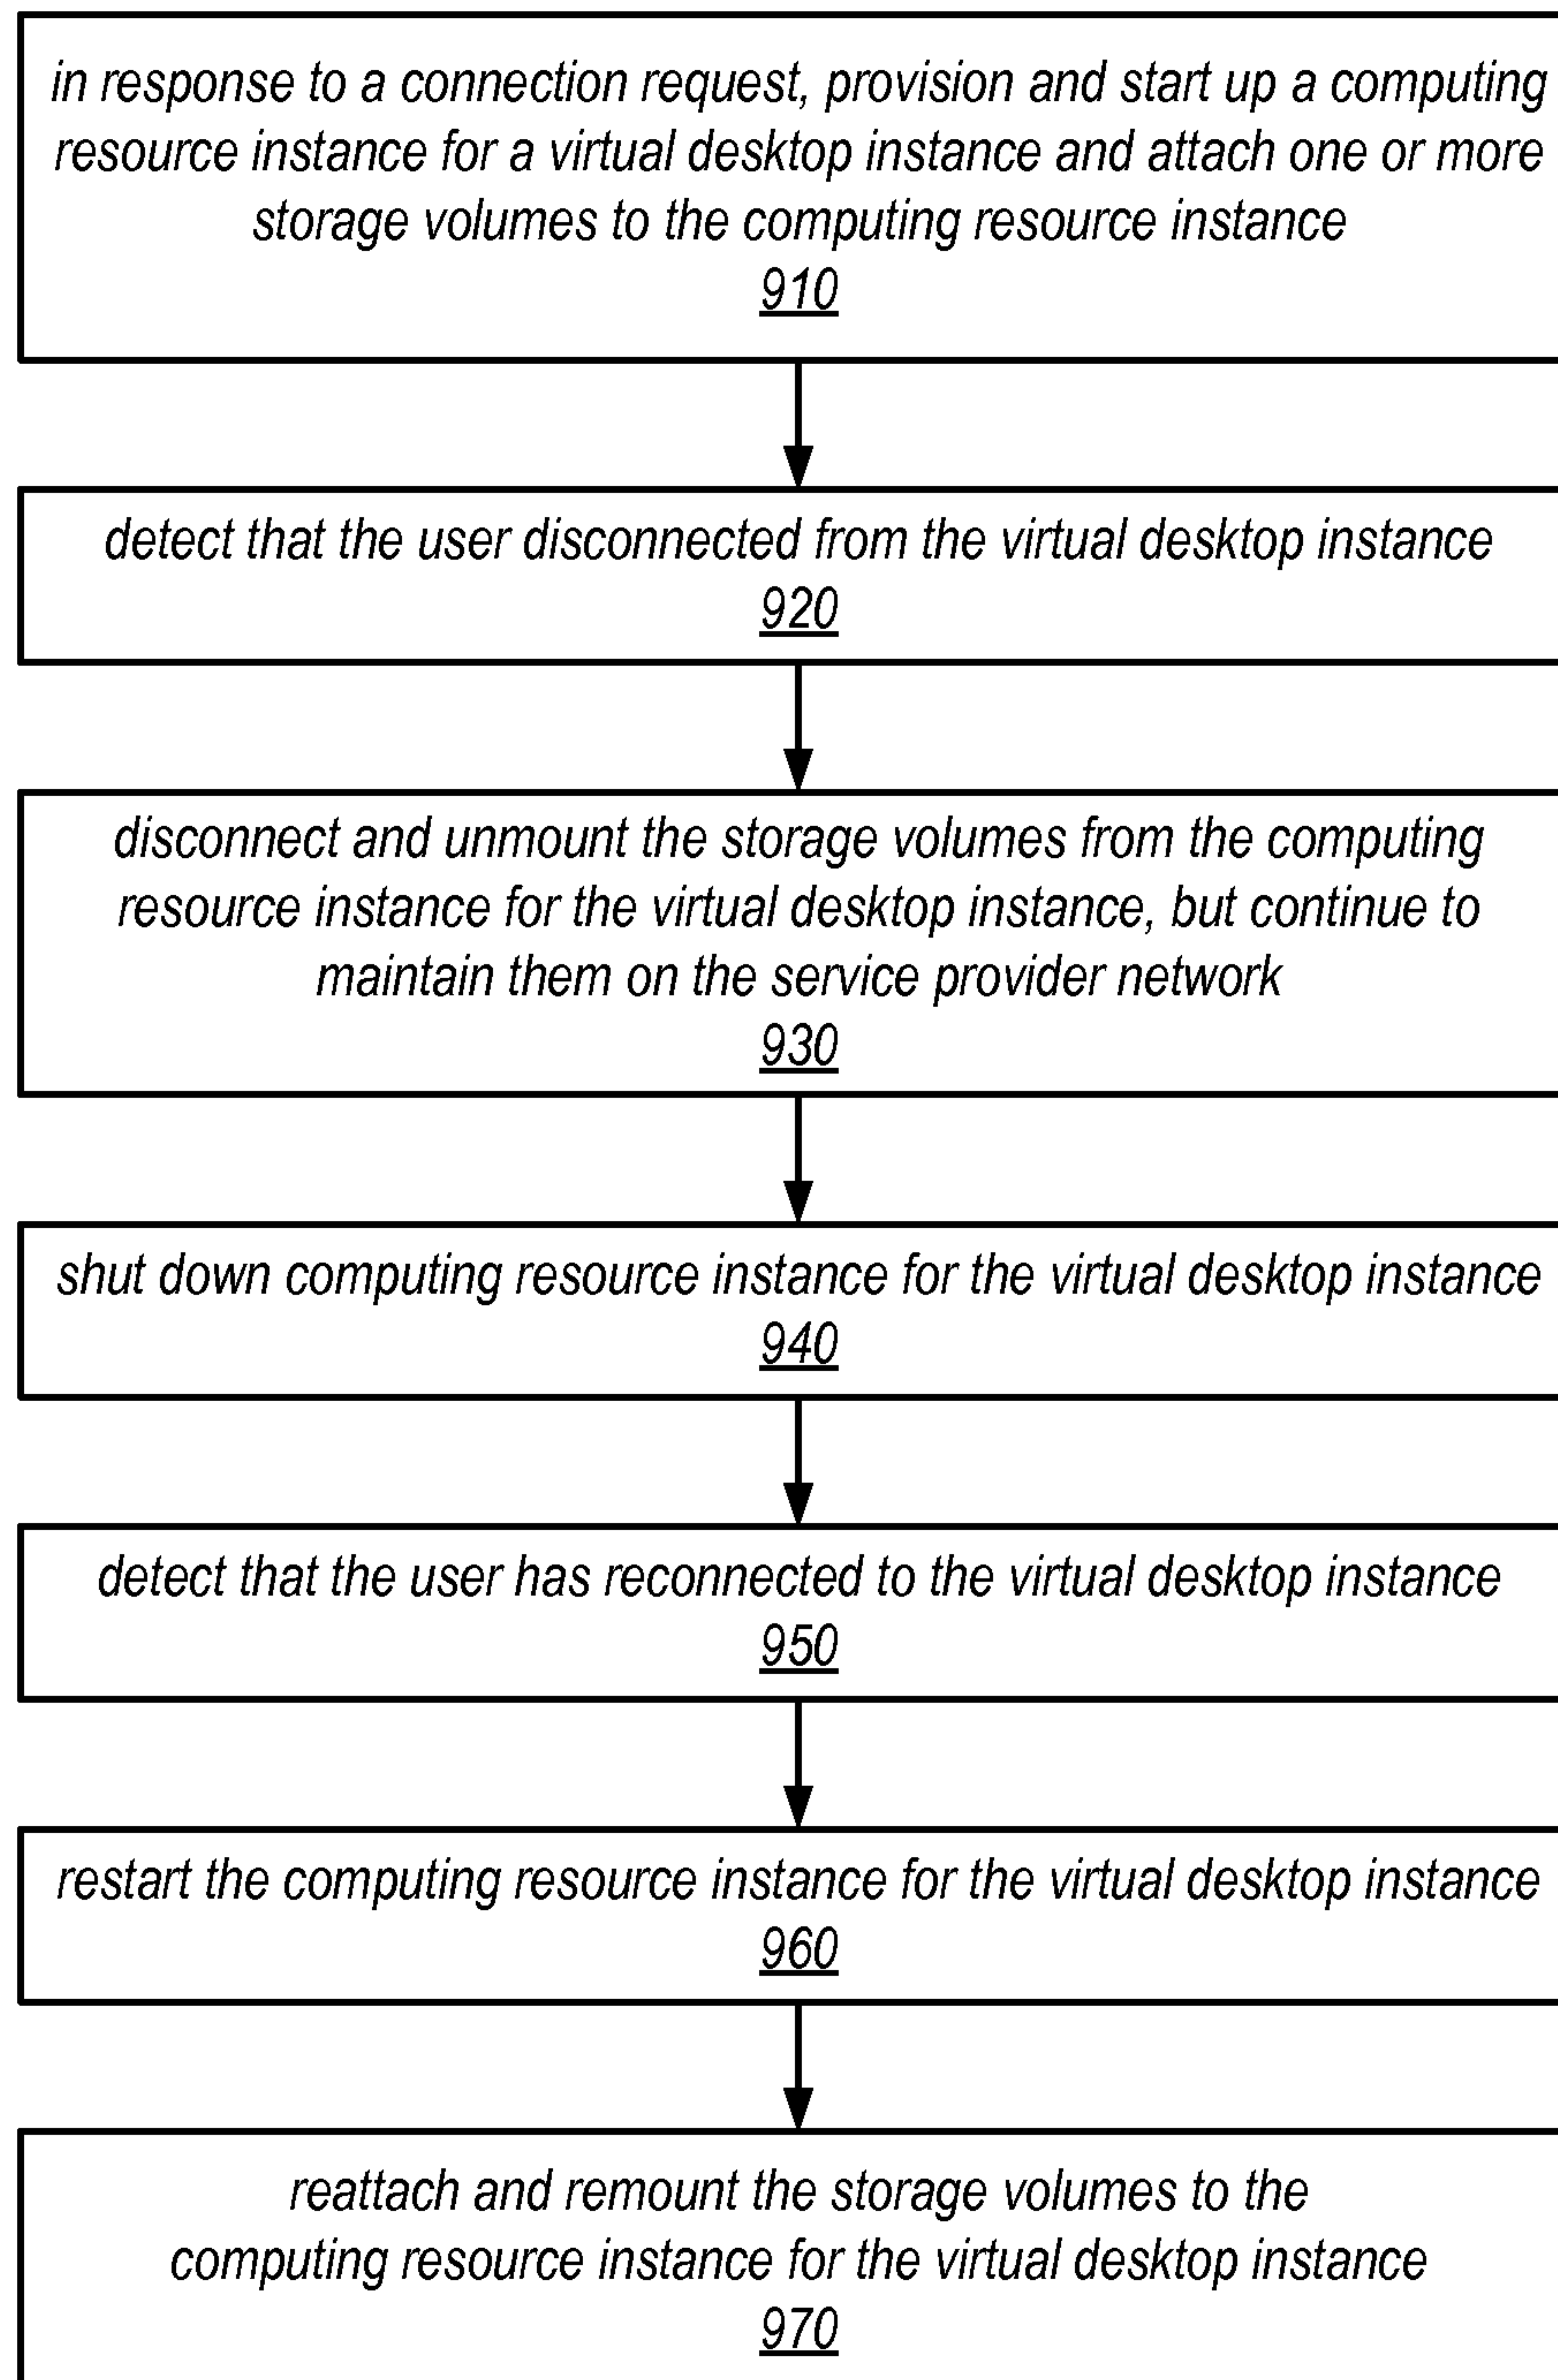 in response to a connection request, provision and start up a computing
resource instance for a virtual desktop instance and attach one or more
storage volumes to the computing resource instance
910
detect that the user disconnected from the virtual desktop instance
920
disconnect and unmount the storage volumes from the computing
resource instance for the virtual desktop instance, but continue to
maintain them on the service provider network
930
shut down computing resource instance for the virtual desktop instance
940
detect that the user has reconnected to the virtual desktop instance
950
restart the computing resource instance for the virtual desktop instance
960
reattach and remount the storage volumes to the
computing resource instance for the virtual desktop instance
970